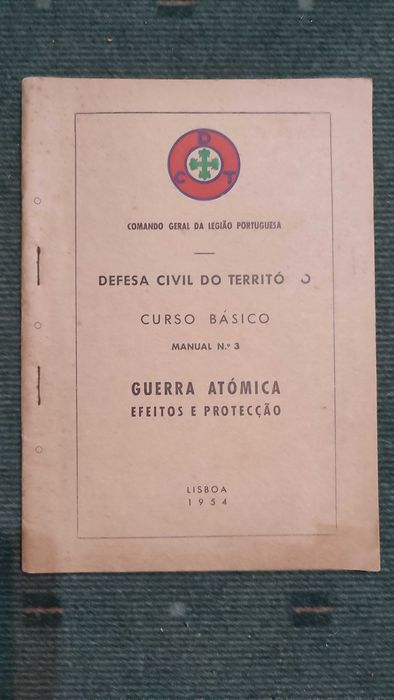 D
C T
COMANDO GERAL DA LEGIÃO PORTUGUESA
DEFESA CIVIL DO TERRITÓ O
CURSO BÁSICO
MANUAL N.º 3
GUERRA ATÓMICA
EFEITOS E PROTECÇÃO
LISBOA
1954